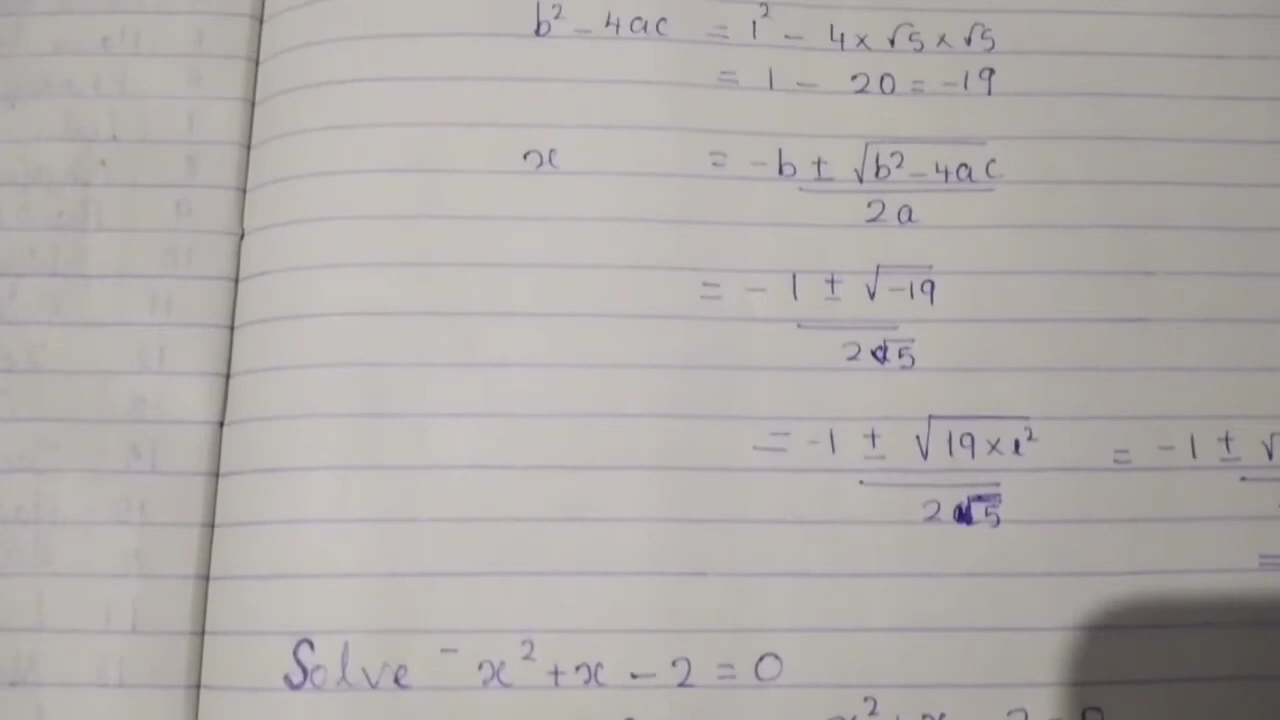 b² - 4ac = 1² - 4 × √5 × √5
= 1 - 20 = -19
x = -b ± √b² - 4ac
2a
= - 1 ± √-19
2√5
= -1 ± √19 × i² = -1 ± √
2√5
=
Solve - x² + x - 2 = 0